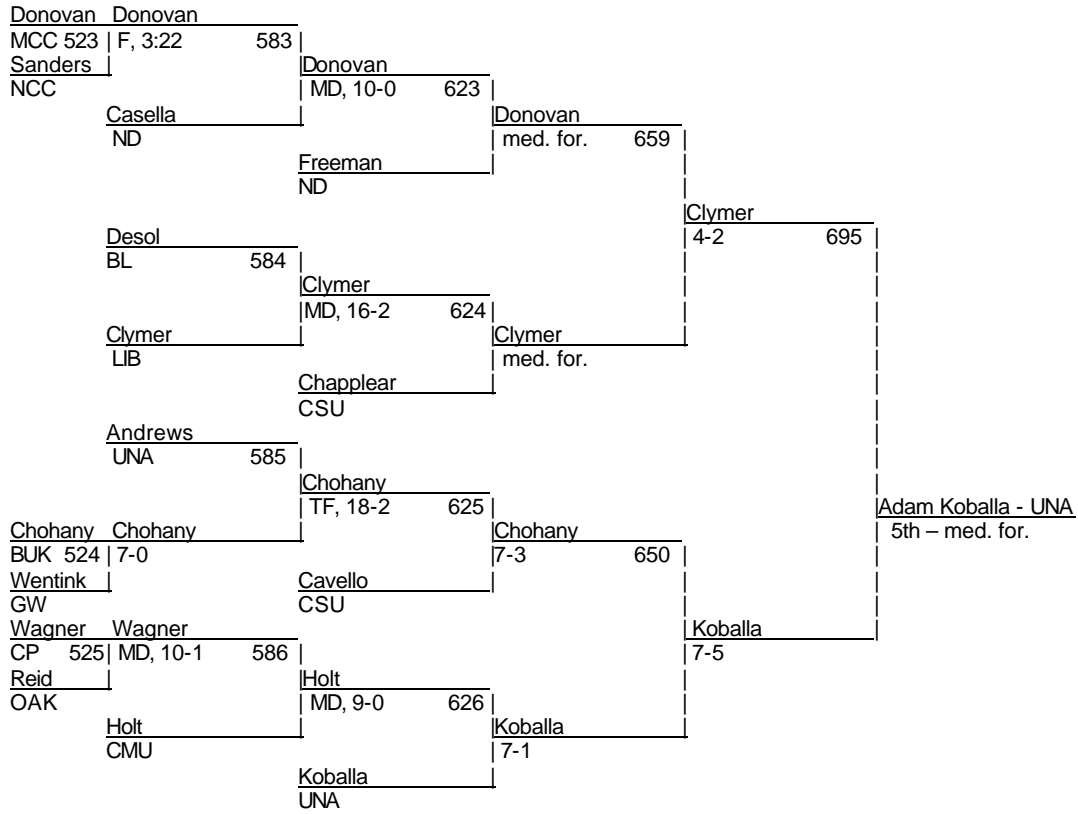 Donovan Donovan
MCC 523 F, 3:22 583
Sanders Donovan
NCC MD, 10-0 623
Casella Donovan
ND med. for. 659
Freeman
ND
Clymer
Desol 4-2 695
BL 584
Clymer
MD, 16-2 624
Clymer Clymer
LIB med. for.
Chapplear
CSU
Andrews
UNA 585
Chohany
TF, 18-2 625 Adam Koballa - UNA
Chohany Chohany Chohany 5th – med. for.
BUK 524 7-0 7-3 650
Wentink Cavello
GW CSU
Wagner Wagner Koballa
CP 525 MD, 10-1 586 7-5
Reid Holt
OAK MD, 9-0 626
Holt Koballa
CMU 7-1
Koballa
UNA